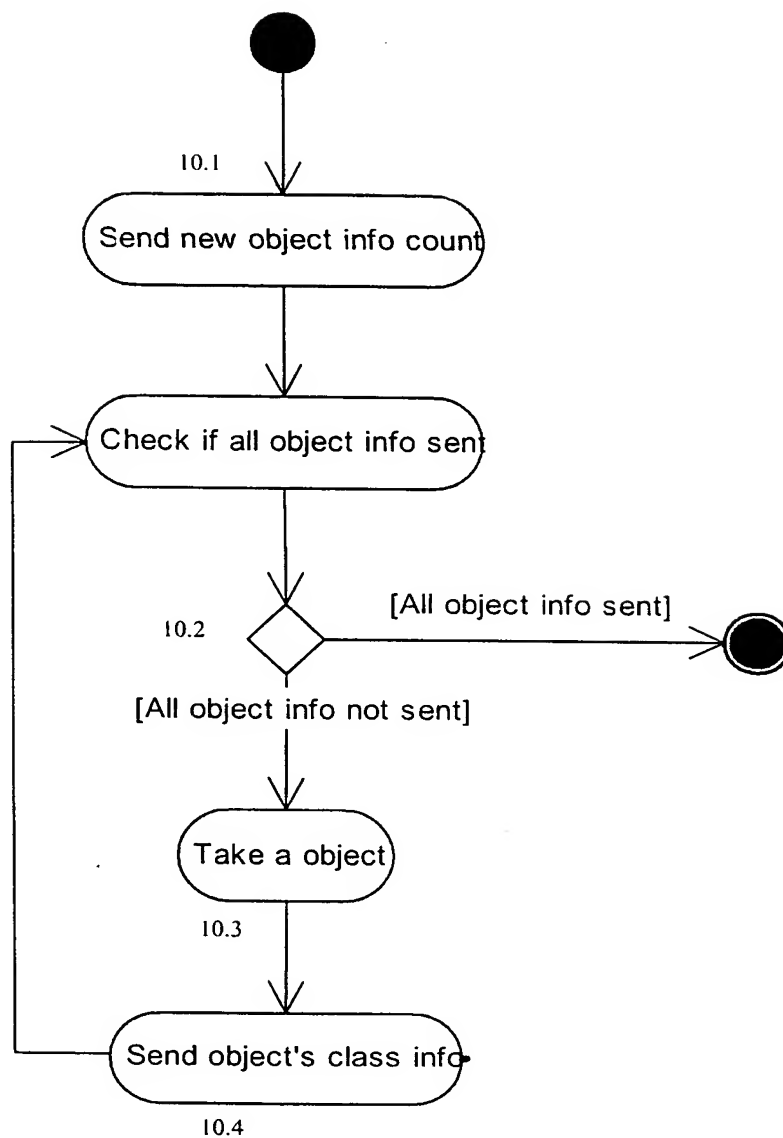 10.1
Send new object info count
Check if all object info sent
[All object info sent]
10.2
[All object info not sent]
Take a object
10.3
Send object's class info
10.4